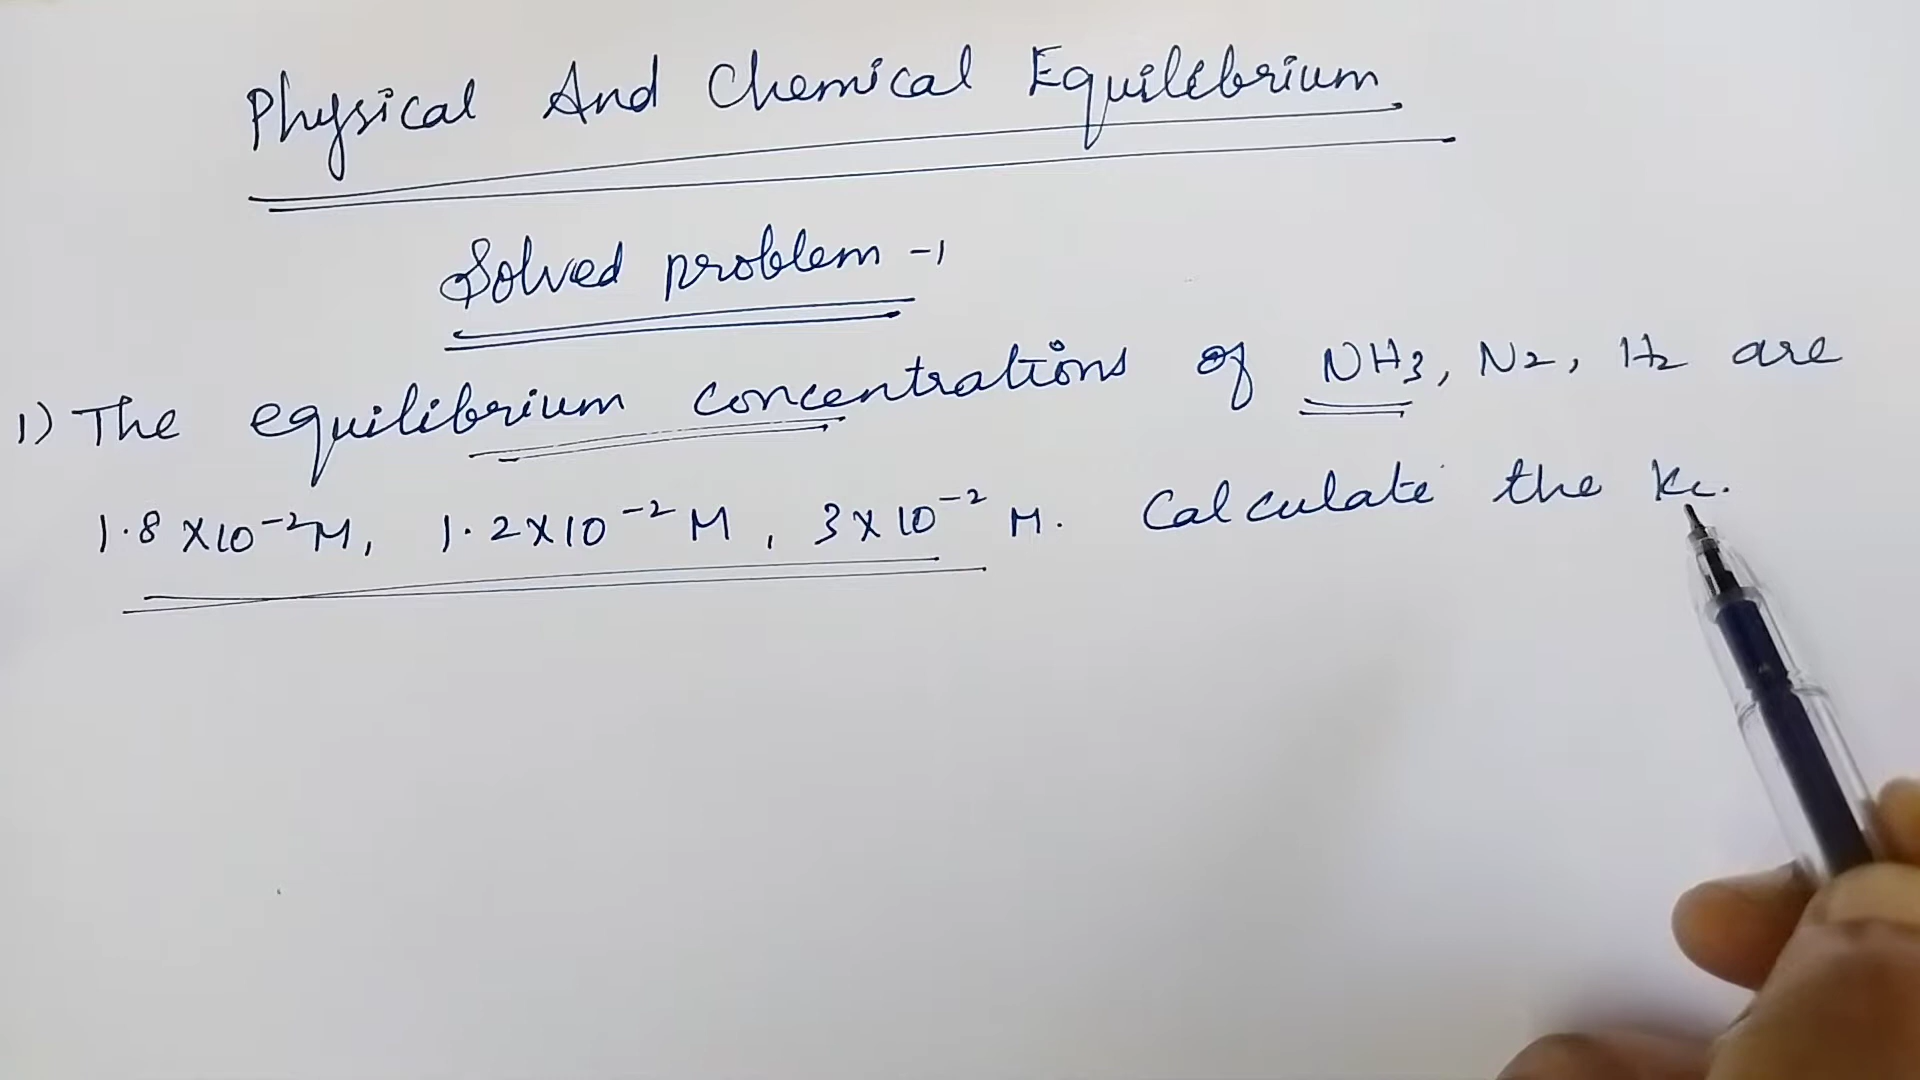 Physical And Chemical Equilibrium
Solved problem -1
1) The equilibrium concentrations of NH3, N2, H2 are
1.8 x10⁻²M, 1.2x10⁻² M, 3x10⁻² M. Calculate the Kc.